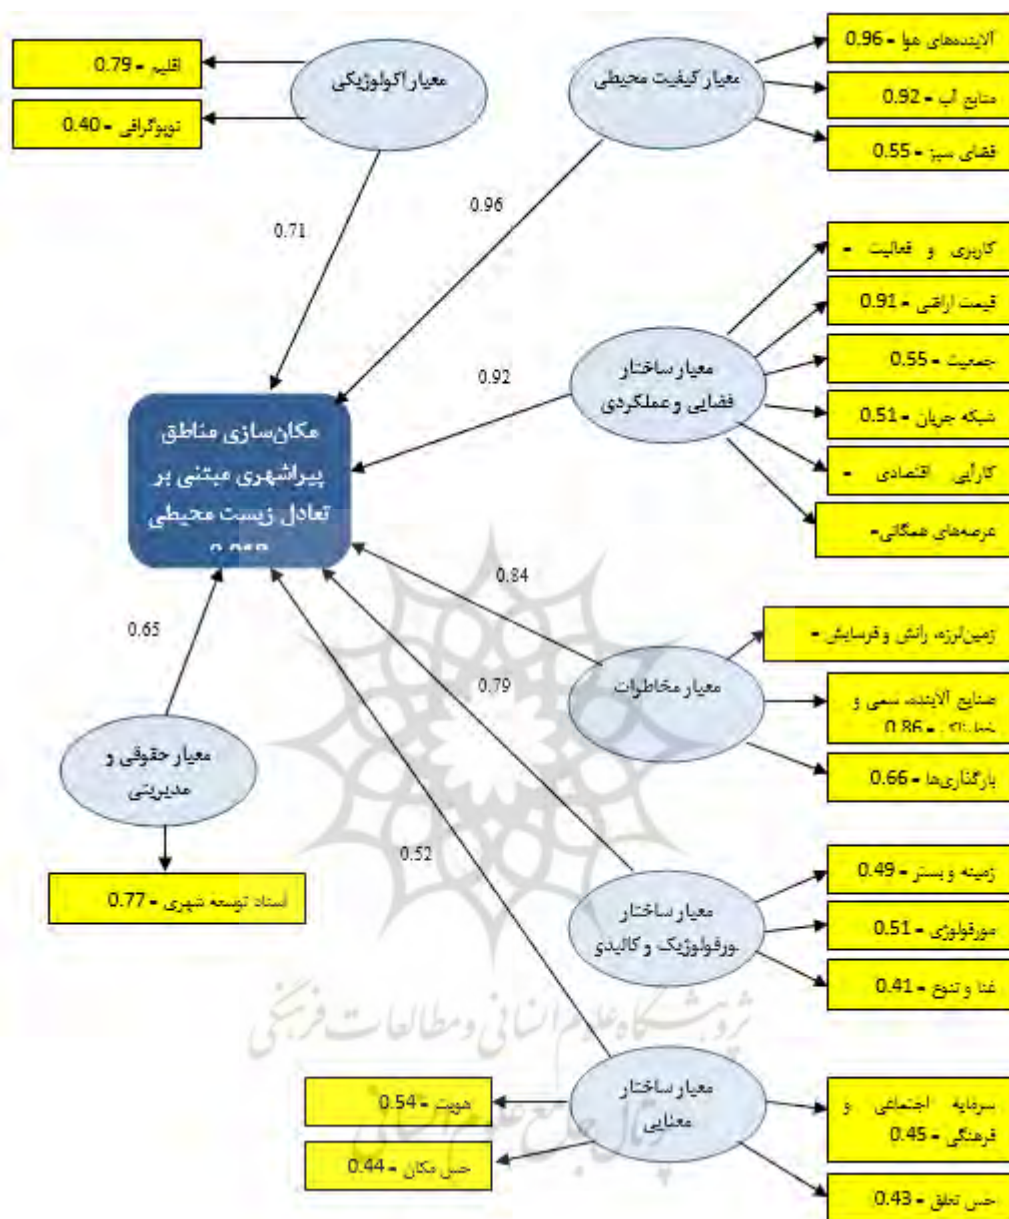 معیار کیفیت محیطی
آلاینده‌های هوا - 0.96
منابع آب - 0.92
فضای سبز - 0.55
معیار اکولوژیکی
اقلیم - 0.79
توپوگرافی - 0.40
0.96
0.71
معیار ساختار
فضایی و عملکردی
کاربری و فعالیت -
قیمت اراضی - 0.91
جمعیت - 0.55
شبکه جریان - 0.51
کارآیی اقتصادی -
عرصه‌های همگانی-
0.92
مکان‌سازی مناطق
پیراشهری مبتنی بر
تعادل زیست محیطی
معیار مخاطرات
زمین‌لرزه، رانش و فرسایش -
صنایع آلاینده، سمی و
0.86 -
بارگذاری‌ها - 0.66
0.84
0.79
0.65
0.52
معیار حقوقی و
مدیریتی
اسناد توسعه شهری - 0.77
معیار ساختار
ورفولوژیک و کالبدی
زمینه و بستر - 0.49
مورفولوژی - 0.51
غنا و تنوع - 0.41
پژوهشگاه علوم انسانی و مطالعات فرهنگی
پرتال جامع علوم انسانی
معیار ساختار
معنایی
سرمایه اجتماعی و
فرهنگی - 0.45
حس تعلق - 0.43
هویت - 0.54
حس مکان - 0.44